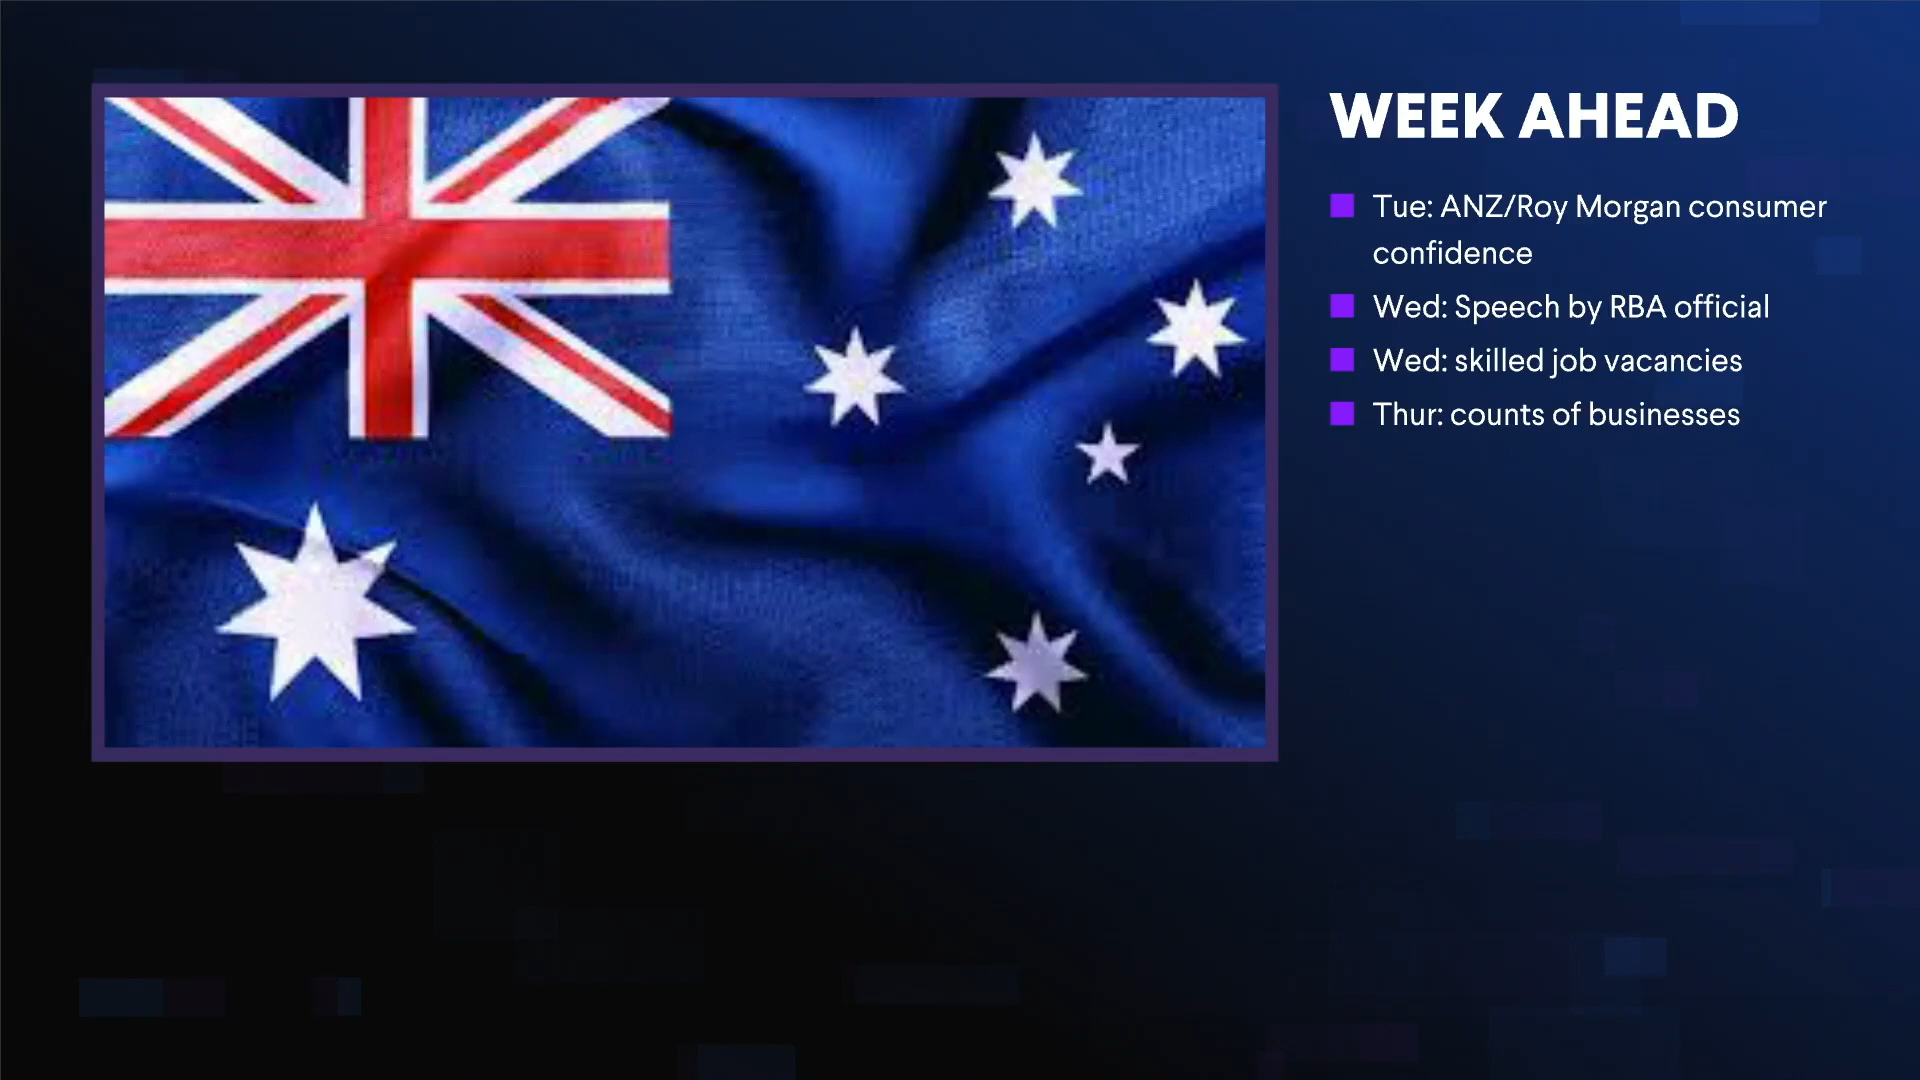 WEEK AHEAD
Tue: ANZ/Roy Morgan consumer
confidence
Wed: Speech by RBA official
Wed: skilled job vacancies
Thur: counts of businesses